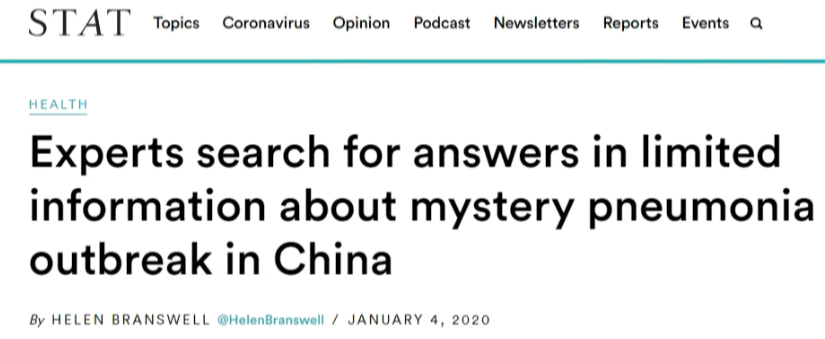 STAT Topics Coronavirus Opinion Podcast Newsletters Reports Events
HEALTH
Experts search for answers in limited
information about mystery pneumonia
outbreak in China
By HELEN BRANSWELL @HelenBranswell / JANUARY 4, 2020